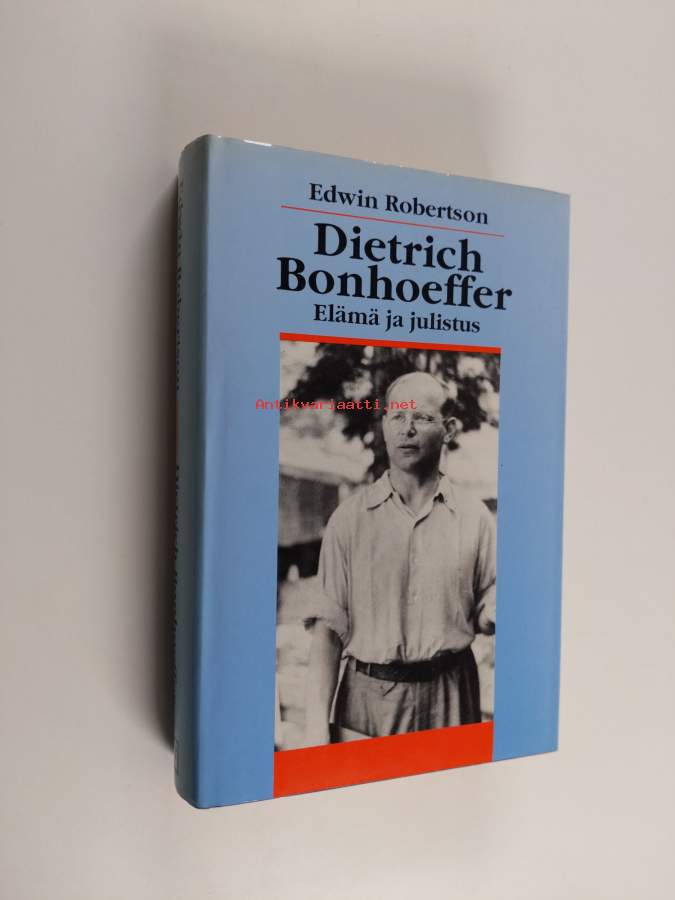 Edwin Robertson
Dietrich
Bonhoeffer
Elämä ja julistus
Antikvariaatti.net